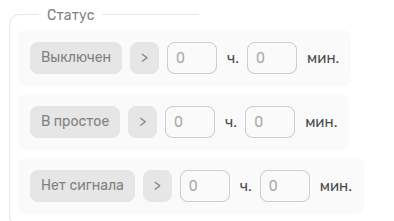 Статус
Выключен > 0 ч. 0 мин.
В простое > 0 ч. 0 мин.
Нет сигнала > 0 ч. 0 мин.